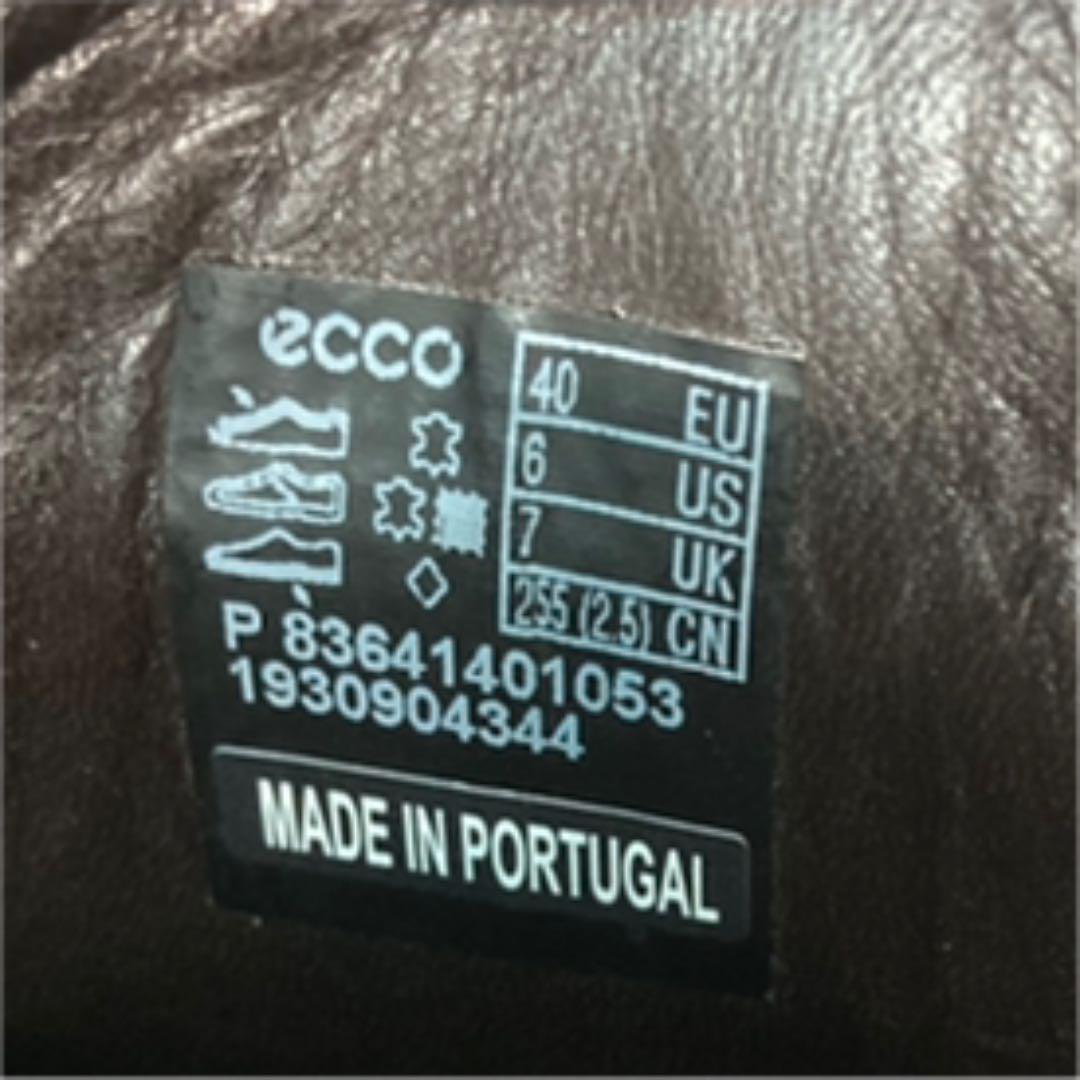 ecco
40 EU
6 US
7 UK
255 (2.5) CN
P 83641401053
1930904344
MADE IN PORTUGAL